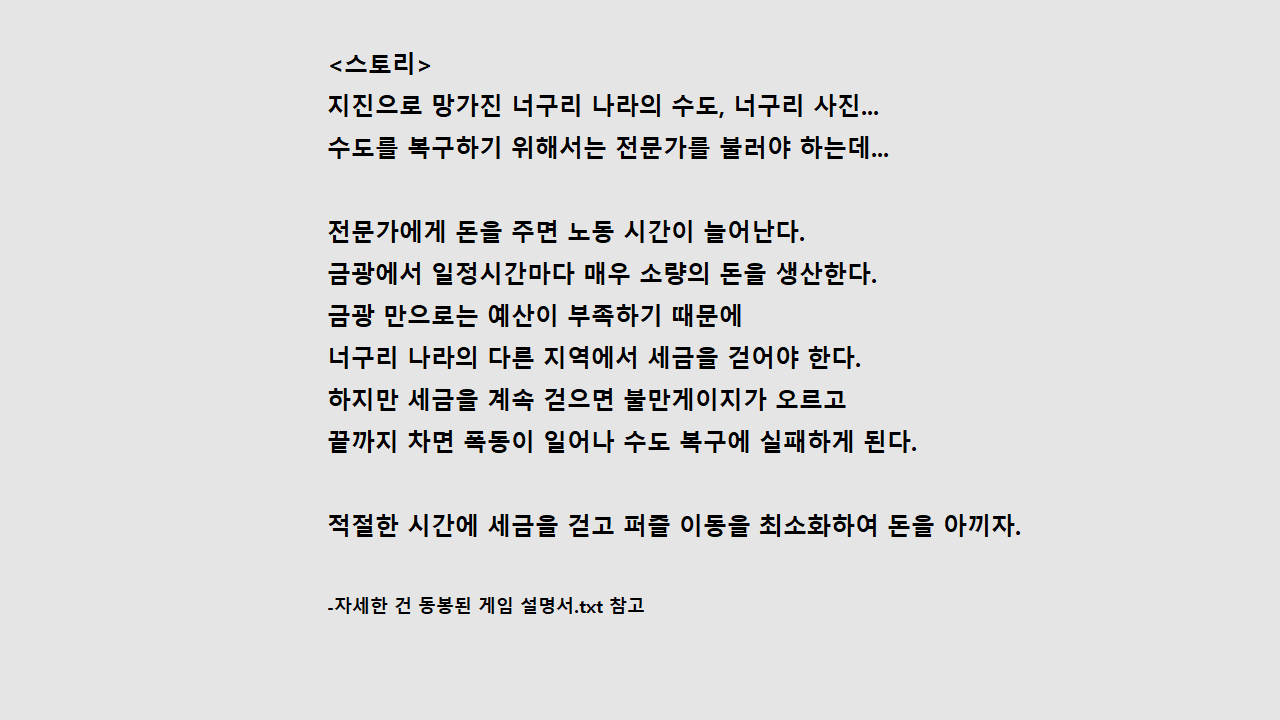 <스토리>
지진으로 망가진 너구리 나라의 수도, 너구리 사진...
수도를 복구하기 위해서는 전문가를 불러야 하는데...
전문가에게 돈을 주면 노동 시간이 늘어난다.
금광에서 일정시간마다 매우 소량의 돈을 생산한다.
금광 만으로는 예산이 부족하기 때문에
너구리 나라의 다른 지역에서 세금을 걷어야 한다.
하지만 세금을 계속 걷으면 불만게이지가 오르고
끝까지 차면 폭동이 일어나 수도 복구에 실패하게 된다.
적절한 시간에 세금을 걷고 퍼즐 이동을 최소화하여 돈을 아끼자.
-자세한 건 동봉된 게임 설명서.txt 참고